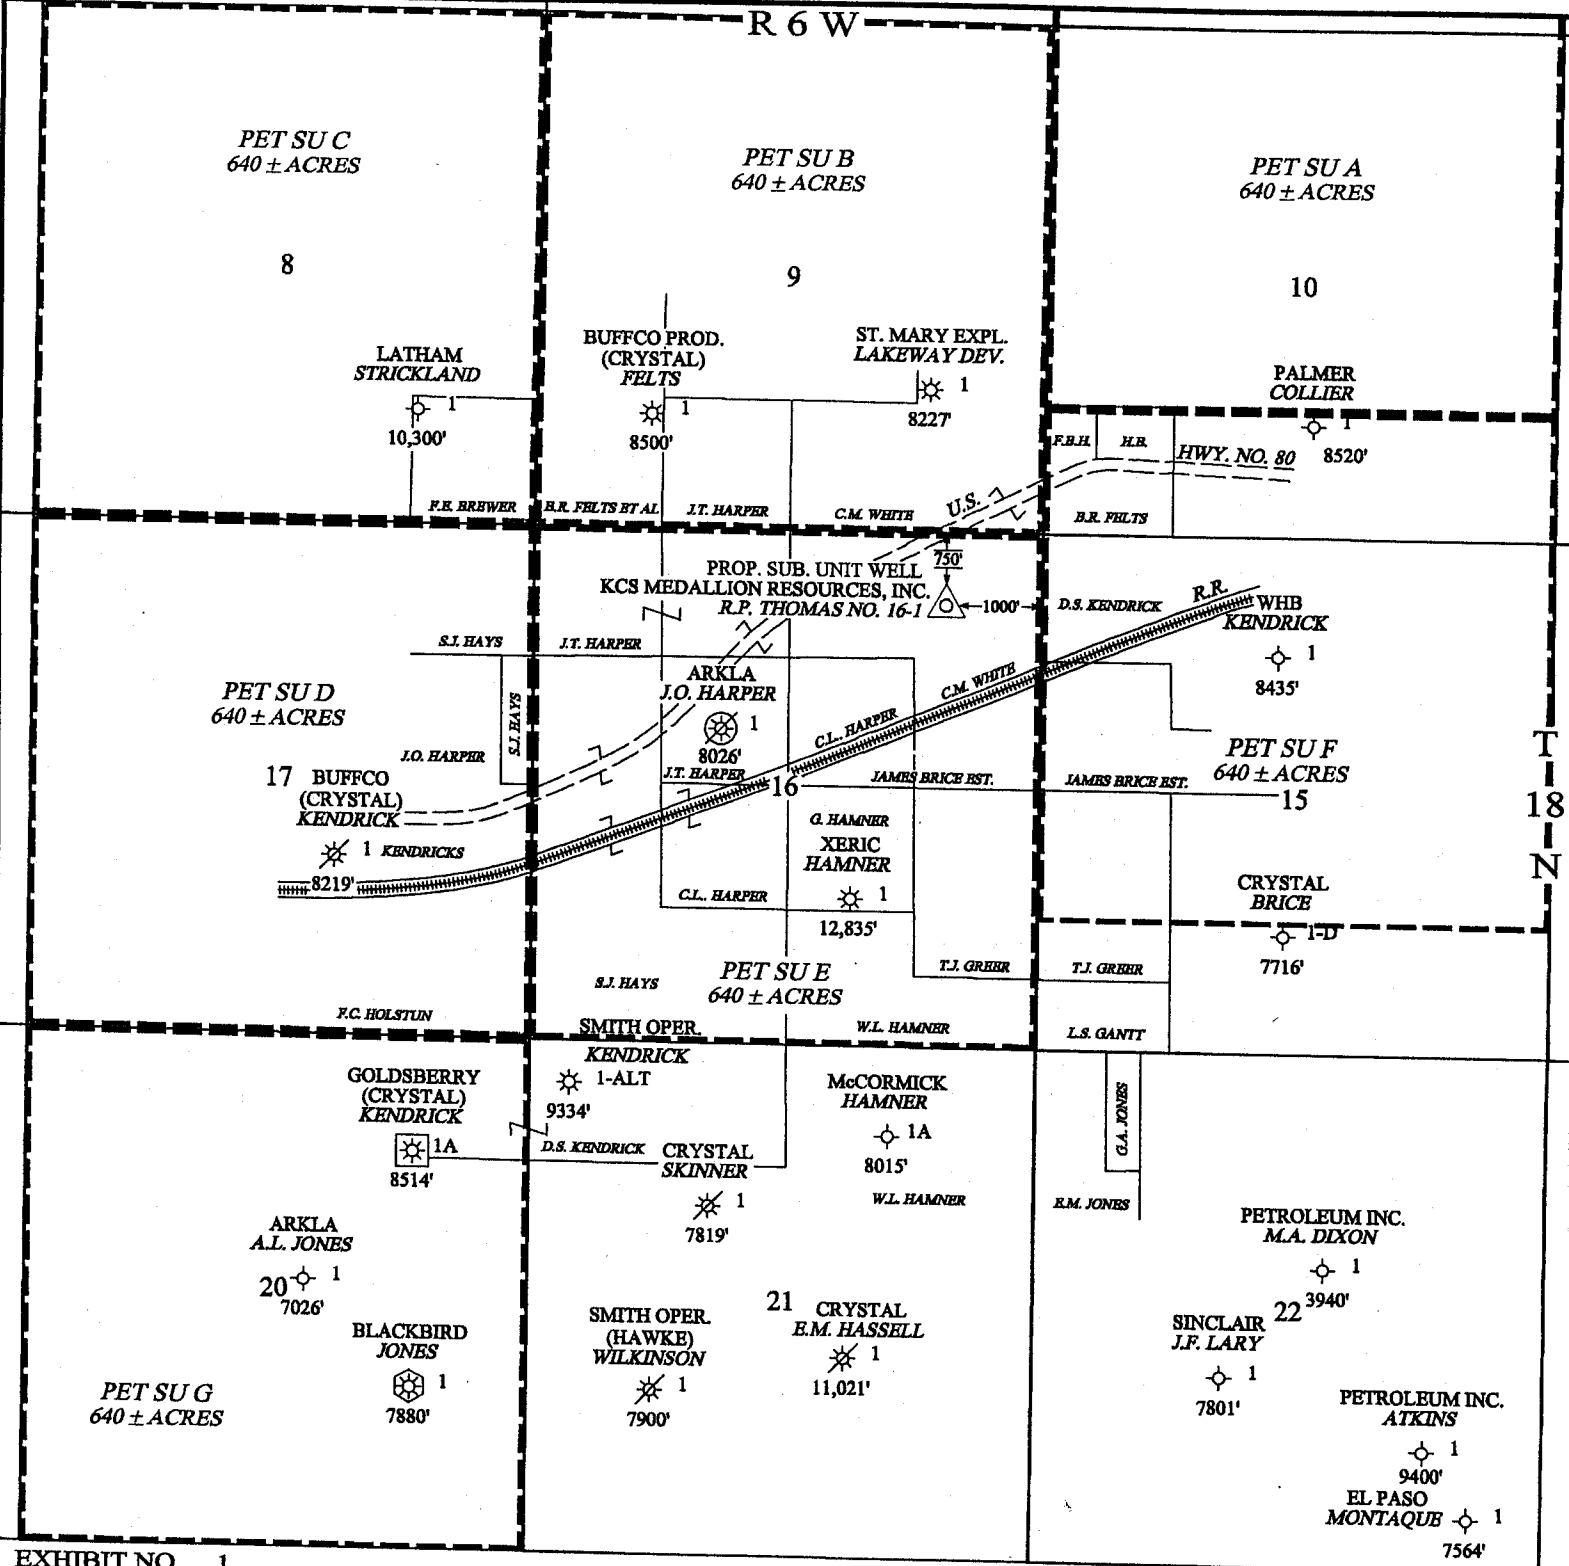 R 6 W
PET SU C
640 ± ACRES
PET SU B
640 ± ACRES
PET SU A
640 ± ACRES
8
9
10
LATHAM
STRICKLAND
1
10,300'
BUFFCO PROD.
(CRYSTAL)
FELTS
1
8500'
ST. MARY EXPL.
LAKEWAY DEV.
1
8227'
PALMER
COLLIER
1
8520'
F.B.H.
H.B.
HWY. NO. 80
U.S.
F.E. BREWER
B.R. FELTS ET AL
J.T. HARPER
C.M. WHITE
B.R. FELTS
750'
PROP. SUB. UNIT WELL
KCS MEDALLION RESOURCES, INC.
R.P. THOMAS NO. 16-1
1000'
D.S. KENDRICK
R.R.
WHB
KENDRICK
1
8435'
S.J. HAYS
J.T. HARPER
S.J. HAYS
ARKLA
J.O. HARPER
1
8026'
C.M. WHITE
C.L. HARPER
PET SU D
640 ± ACRES
J.O. HARPER
J.T. HARPER
17
BUFFCO
(CRYSTAL)
KENDRICK
1
KENDRICKS
8219'
16
JAMES BRICE EST.
JAMES BRICE EST.
PET SU F
640 ± ACRES
15
T
18
N
G. HAMNER
XERIC
HAMNER
1
12,835'
C.L. HARPER
CRYSTAL
BRICE
1-D
7716'
PET SU E
640 ± ACRES
S.J. HAYS
T.J. GREER
T.J. GREER
F.C. HOLSTUN
W.L. HAMNER
L.S. GANTT
SMITH OPER.
KENDRICK
1-ALT
9334'
GOLDSBERRY
(CRYSTAL)
KENDRICK
1A
8514'
McCORMICK
HAMNER
1A
8015'
G.A. JONES
D.S. KENDRICK
CRYSTAL
SKINNER
1
7819'
W.L. HAMNER
E.M. JONES
ARKLA
A.L. JONES
20
1
7026'
PETROLEUM INC.
M.A. DIXON
1
3940'
22
BLACKBIRD
JONES
1
7880'
SMITH OPER.
(HAWKE)
WILKINSON
1
7900'
21
CRYSTAL
E.M. HASSELL
1
11,021'
SINCLAIR
J.F. LARY
1
7801'
PET SU G
640 ± ACRES
PETROLEUM INC.
ATKINS
1
9400'
EL PASO
MONTAQUE
1
7564'
EXHIBIT NO. 1